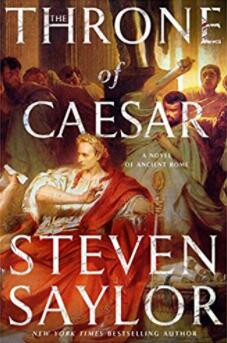 THE
THRONE
of
CAESAR
A NOVEL
OF ANCIENT ROME
STEVEN
SAYLOR
NEW YORK TIMES BESTSELLING AUTHOR